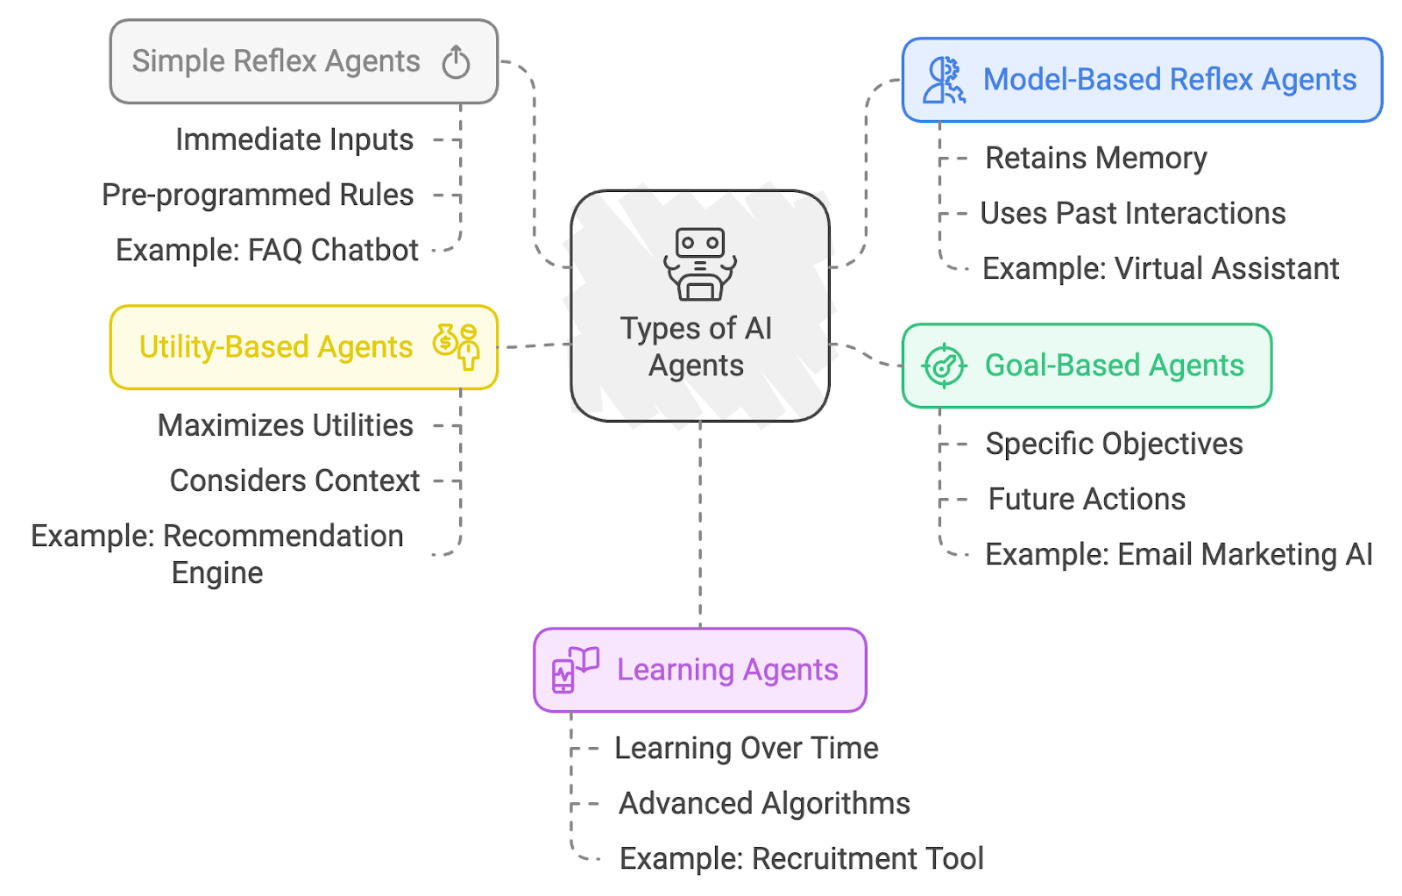 Simple Reflex Agents
Immediate Inputs
Pre-programmed Rules
Example: FAQ Chatbot
Model-Based Reflex Agents
Retains Memory
Uses Past Interactions
Example: Virtual Assistant
Types of AI
Agents
Utility-Based Agents
Maximizes Utilities
Considers Context
Example: Recommendation
Engine
Goal-Based Agents
Specific Objectives
Future Actions
Example: Email Marketing AI
Learning Agents
Learning Over Time
Advanced Algorithms
Example: Recruitment Tool